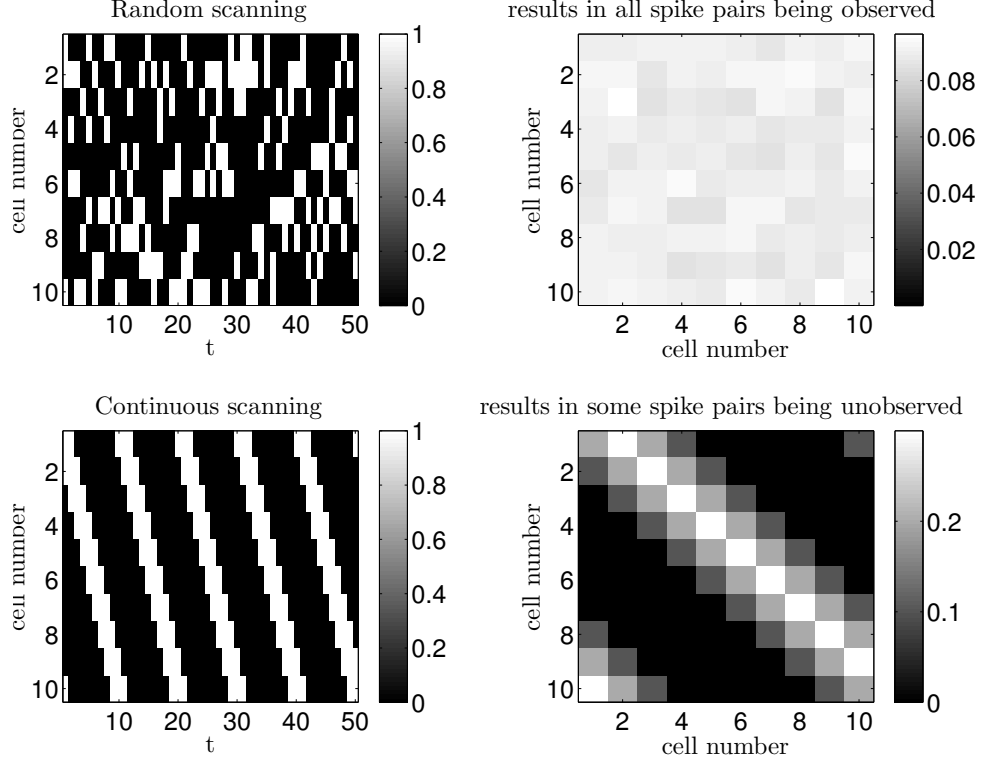 Random scanning
results in all spike pairs being observed
cell number
2
4
6
8
10
10 20 30 40 50
t
1
0.8
0.6
0.4
0.2
0
cell number
2
4
6
8
10
2 4 6 8 10
cell number
0.08
0.06
0.04
0.02
Continuous scanning
results in some spike pairs being unobserved
cell number
2
4
6
8
10
10 20 30 40 50
t
1
0.8
0.6
0.4
0.2
0
cell number
2
4
6
8
10
2 4 6 8 10
cell number
0.2
0.1
0